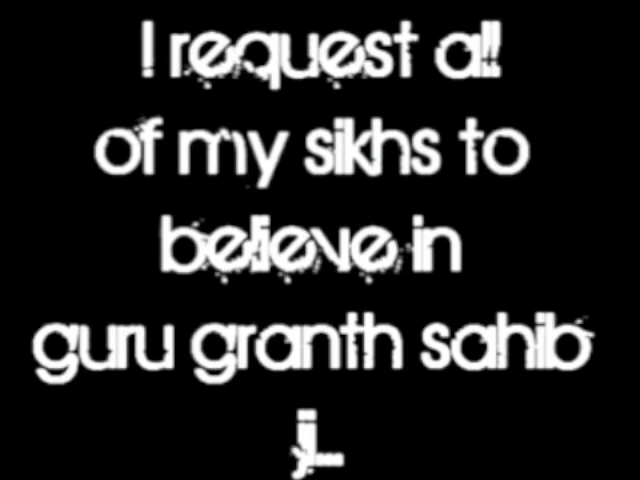 I request all
of my sikhs to
believe in
guru granth sahib
ji...